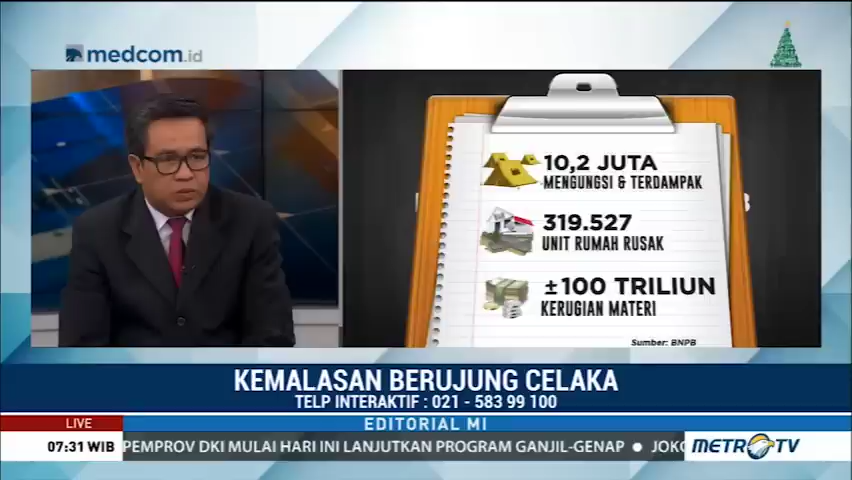 medcom.id
10,2 JUTA
MENGUNGSI & TERDAMPAK
319.527
UNIT RUMAH RUSAK
±100 TRILIUN
KERUGIAN MATERI
Sumber: BNPB
KEMALASAN BERUJUNG CELAKA
TELP INTERAKTIF : 021 - 583 99 100
LIVE
EDITORIAL MI
07:31 WIB
PEMPROV DKI MULAI HARI INI LANJUTKAN PROGRAM GANJIL-GENAP ● JOKO
METRO TV